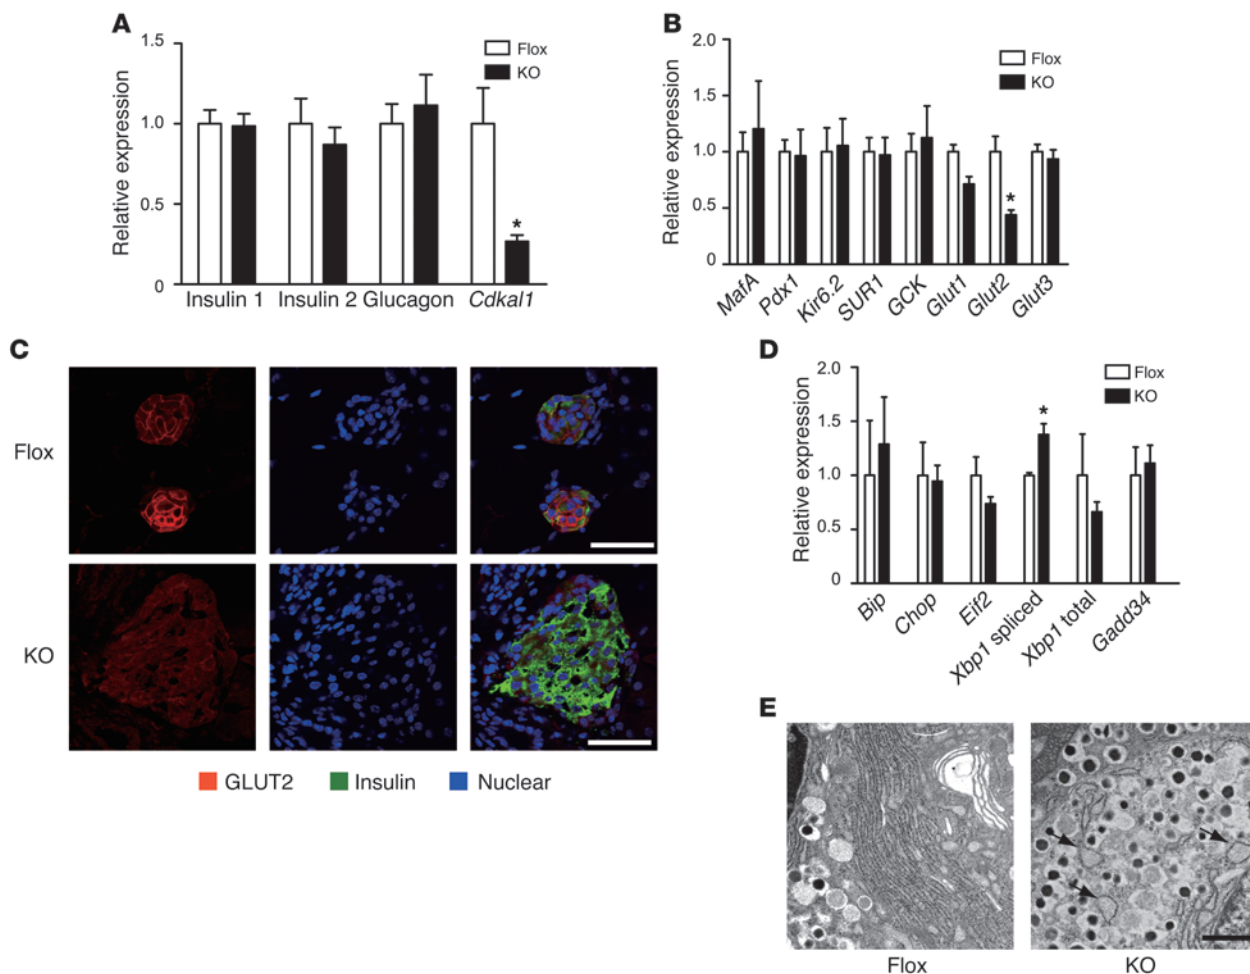 A
Relative expression
1.5
1.0
0.5
0
Flox
KO
*
Insulin 1 Insulin 2 Glucagon Cdkal1
B
Relative expression
2.0
1.5
1.0
0.5
0
Flox
KO
*
MafA Pdx1 Kir6.2 SUR1 GCK Glut1 Glut2 Glut3
C
Flox
KO
GLUT2 Insulin Nuclear
D
Relative expression
2.0
1.5
1.0
0.5
0
Flox
KO
*
Bip Chop Eif2 Xbp1 spliced Xbp1 total Gadd34
E
Flox KO